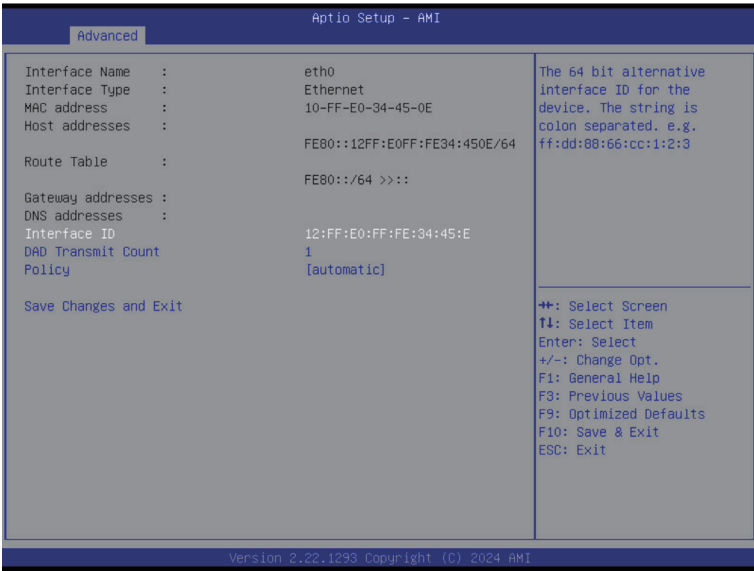 Aptio Setup – AMI
Advanced
Interface Name : eth0
Interface Type : Ethernet
MAC address : 10-FF-E0-34-45-0E
Host addresses :
FE80::12FF:E0FF:FE34:450E/64
Route Table :
FE80::/64 >>::
Gateway addresses :
DNS addresses :
Interface ID 12:FF:E0:FF:FE:34:45:E
DAD Transmit Count 1
Policy [automatic]
Save Changes and Exit
The 64 bit alternative
interface ID for the
device. The string is
colon separated. e.g.
ff:dd:88:66:cc:1:2:3
→←: Select Screen
↑↓: Select Item
Enter: Select
+/-: Change Opt.
F1: General Help
F3: Previous Values
F9: Optimized Defaults
F10: Save & Exit
ESC: Exit
Version 2.22.1293 Copyright (C) 2024 AMI